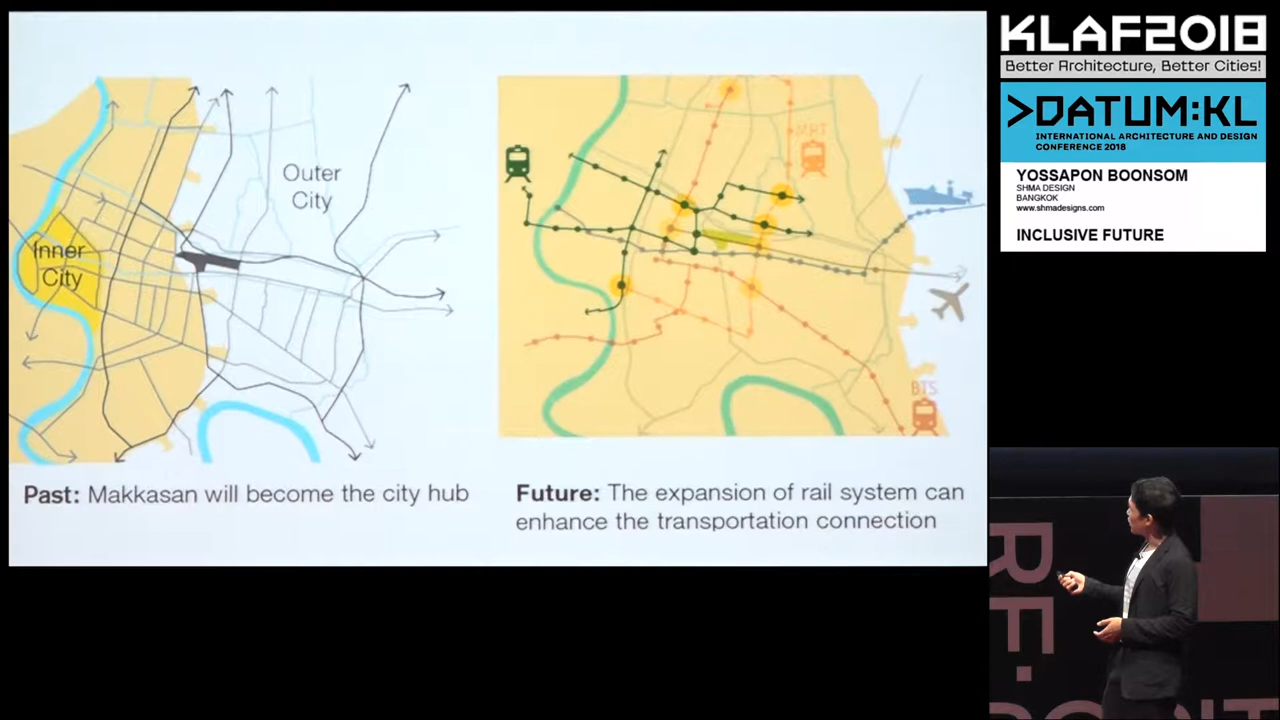 Outer
City
Inner
City
Past: Makkasan will become the city hub
MRT
BTS
Future: The expansion of rail system can
enhance the transportation connection
KLAF2018
Better Architecture, Better Cities!
>DATUM:KL
INTERNATIONAL ARCHITECTURE AND DESIGN
CONFERENCE 2018
YOSSAPON BOONSOM
SHMA DESIGN
BANGKOK
www.shmadesigns.com
INCLUSIVE FUTURE
RE: